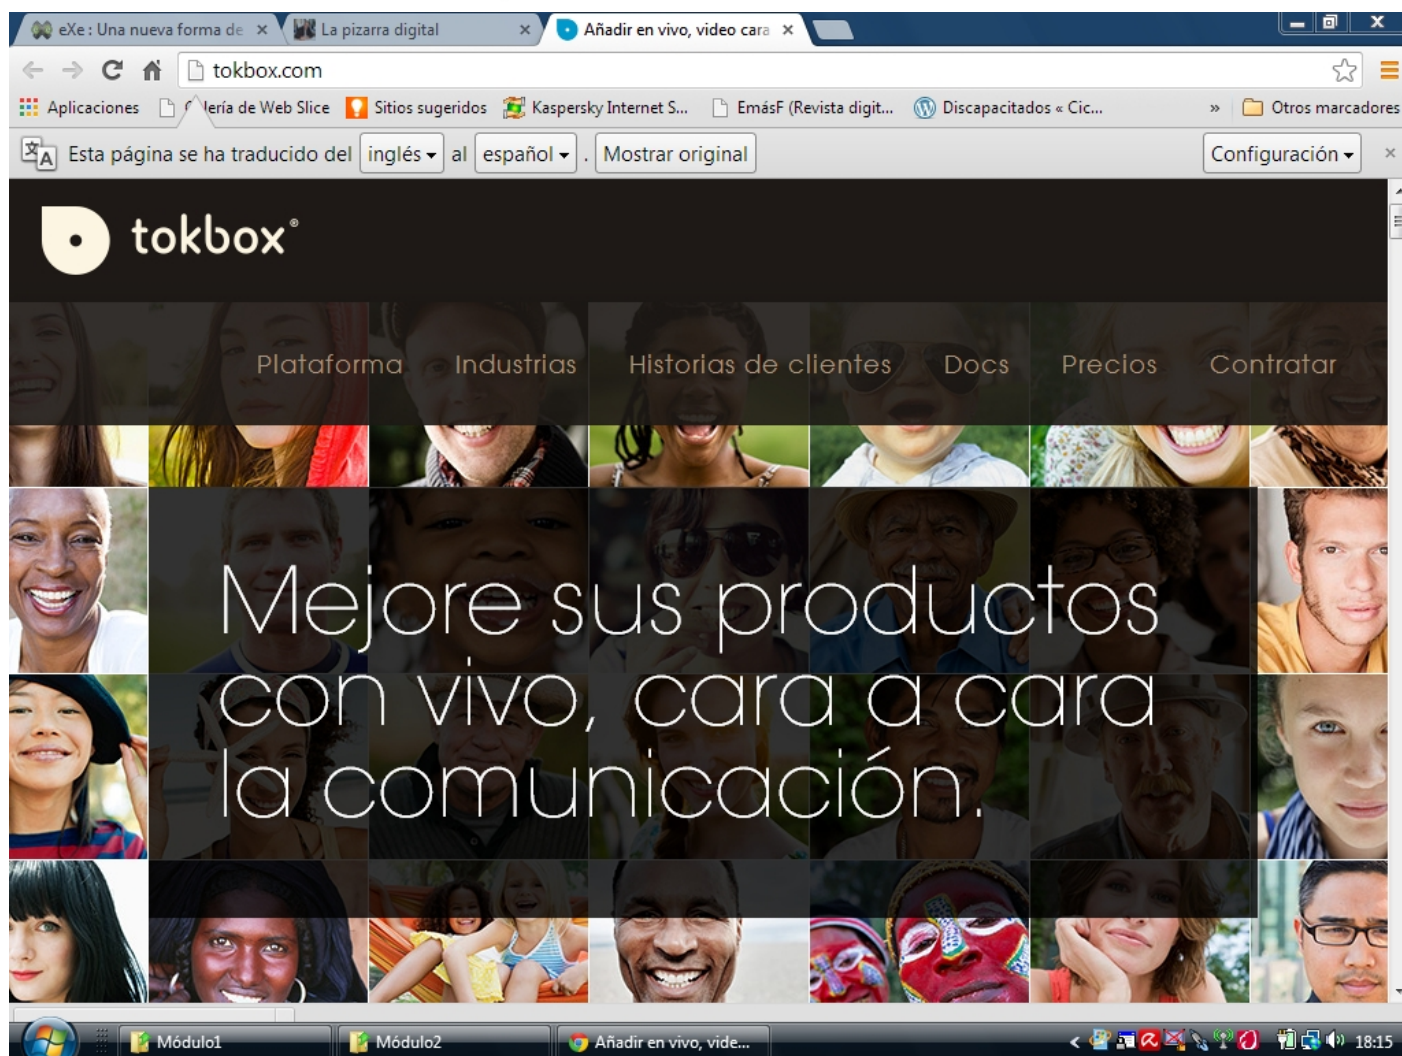 eXe : Una nueva forma de
La pizarra digital
Añadir en vivo, video cara
tokbox.com
Aplicaciones
lería de Web Slice
Sitios sugeridos
Kaspersky Internet S...
EmásF (Revista digit...
Discapacitados « Cic...
»
Otros marcadores
Esta página se ha traducido del inglés al español . Mostrar original
Configuración
tokbox®
Plataforma Industrias Historias de clientes Docs Precios Contratar
Mejore sus productos
con vivo, cara a cara
la comunicación.
Módulo1
Módulo2
Añadir en vivo, vide...
18:15